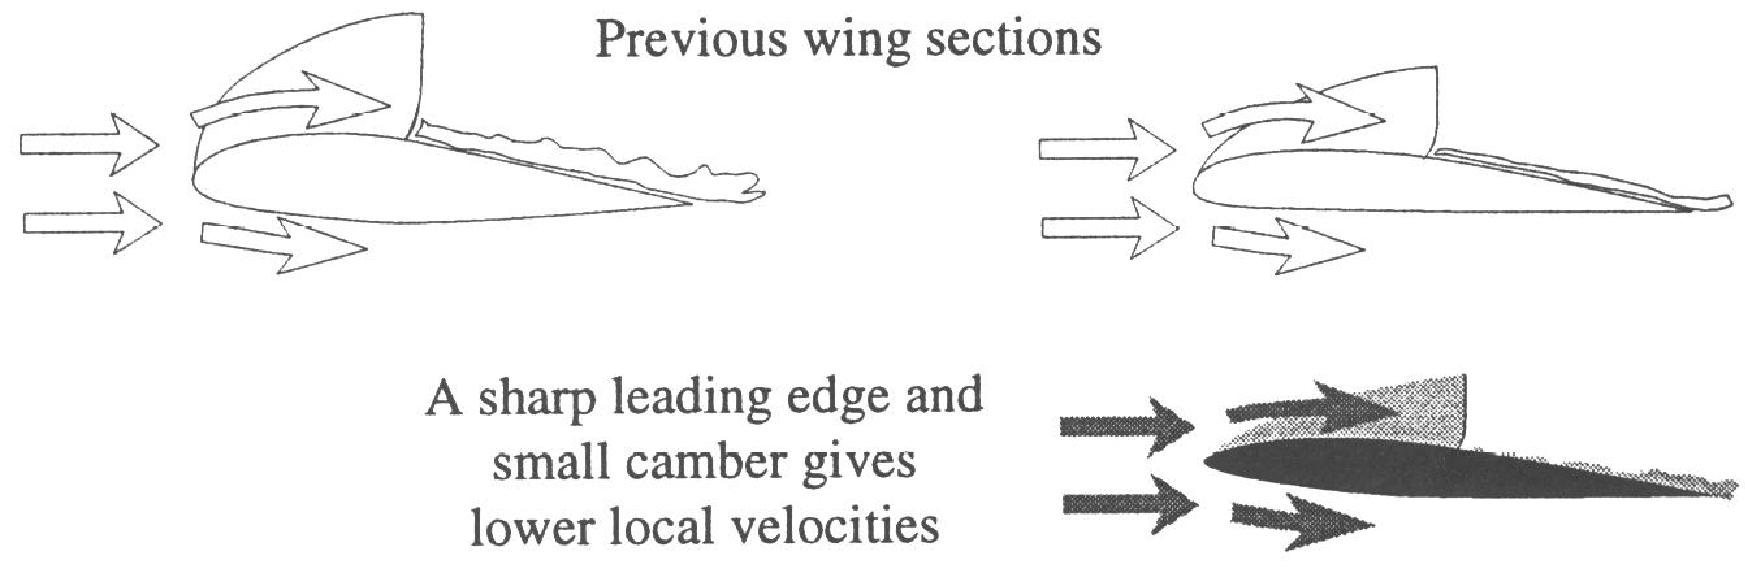 Previous wing sections
A sharp leading edge and
small camber gives
lower local velocities